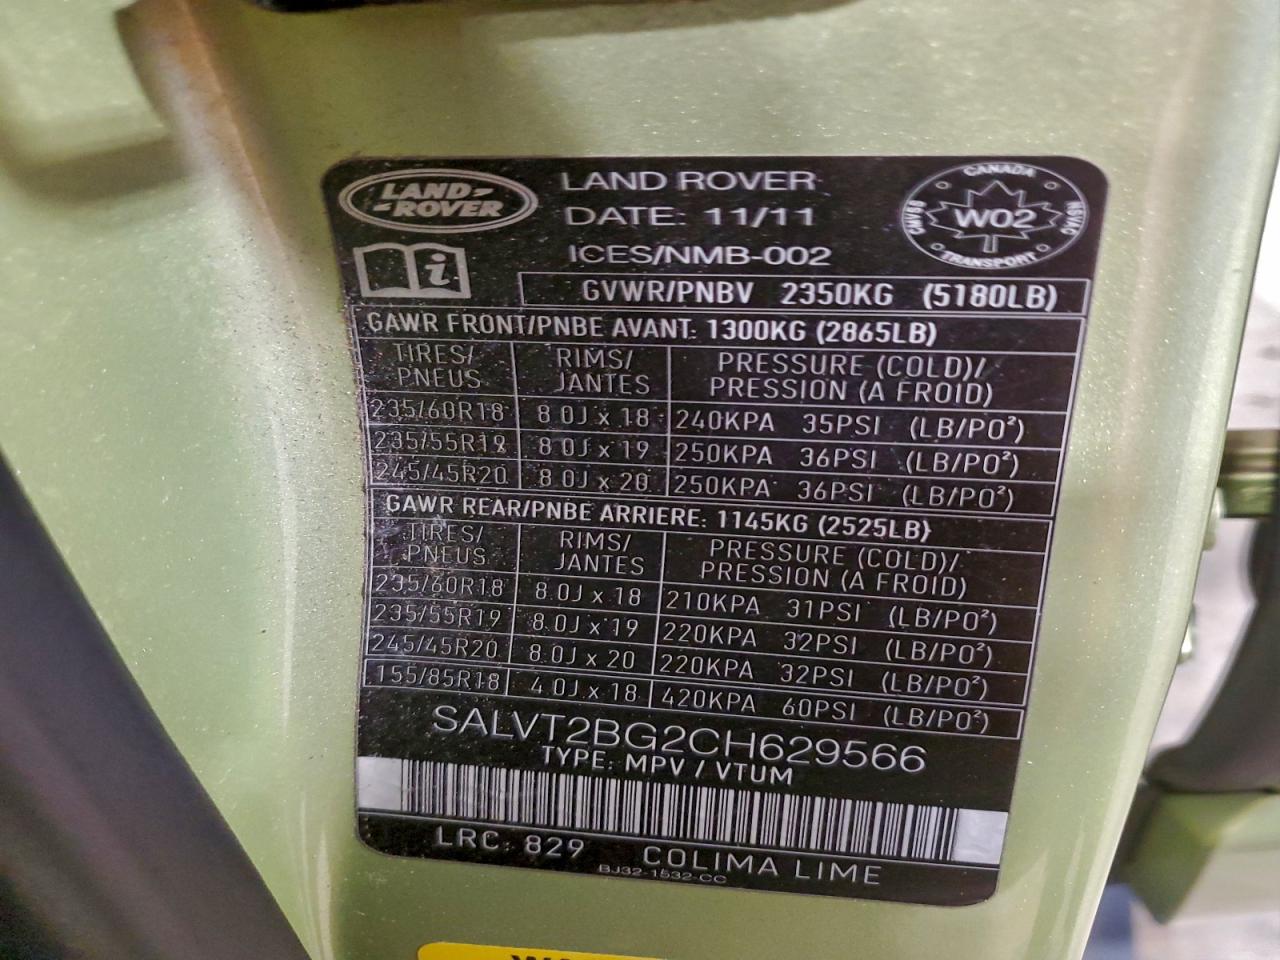 LAND-
-ROVER
LAND ROVER
DATE: 11/11
ICES/NMB-002
CANADA
CMVSS
W02
NSVAC
TRANSPORT
i
GVWR/PNBV 2350KG (5180LB)
GAWR FRONT/PNBE AVANT: 1300KG (2865LB)
TIRES/ PNEUS RIMS/ JANTES PRESSURE (COLD)/ PRESSION (A FROID)
235/60R18 8.0J x 18 240KPA 35PSI (LB/PO²)
235/55R19 8.0J x 19 250KPA 36PSI (LB/PO²)
245/45R20 8.0J x 20 250KPA 36PSI (LB/PO²)
GAWR REAR/PNBE ARRIERE: 1145KG (2525LB)
TIRES/ PNEUS RIMS/ JANTES PRESSURE (COLD)/ PRESSION (A FROID)
235/60R18 8.0J x 18 210KPA 31PSI (LB/PO²)
235/55R19 8.0J x 19 220KPA 32PSI (LB/PO²)
245/45R20 8.0J x 20 220KPA 32PSI (LB/PO²)
155/85R18 4.0J x 18 420KPA 60PSI (LB/PO²)
SALVT2BG2CH629566
TYPE: MPV / VTUM
LRC: 829 COLIMA LIME
BJ32-1532-CC